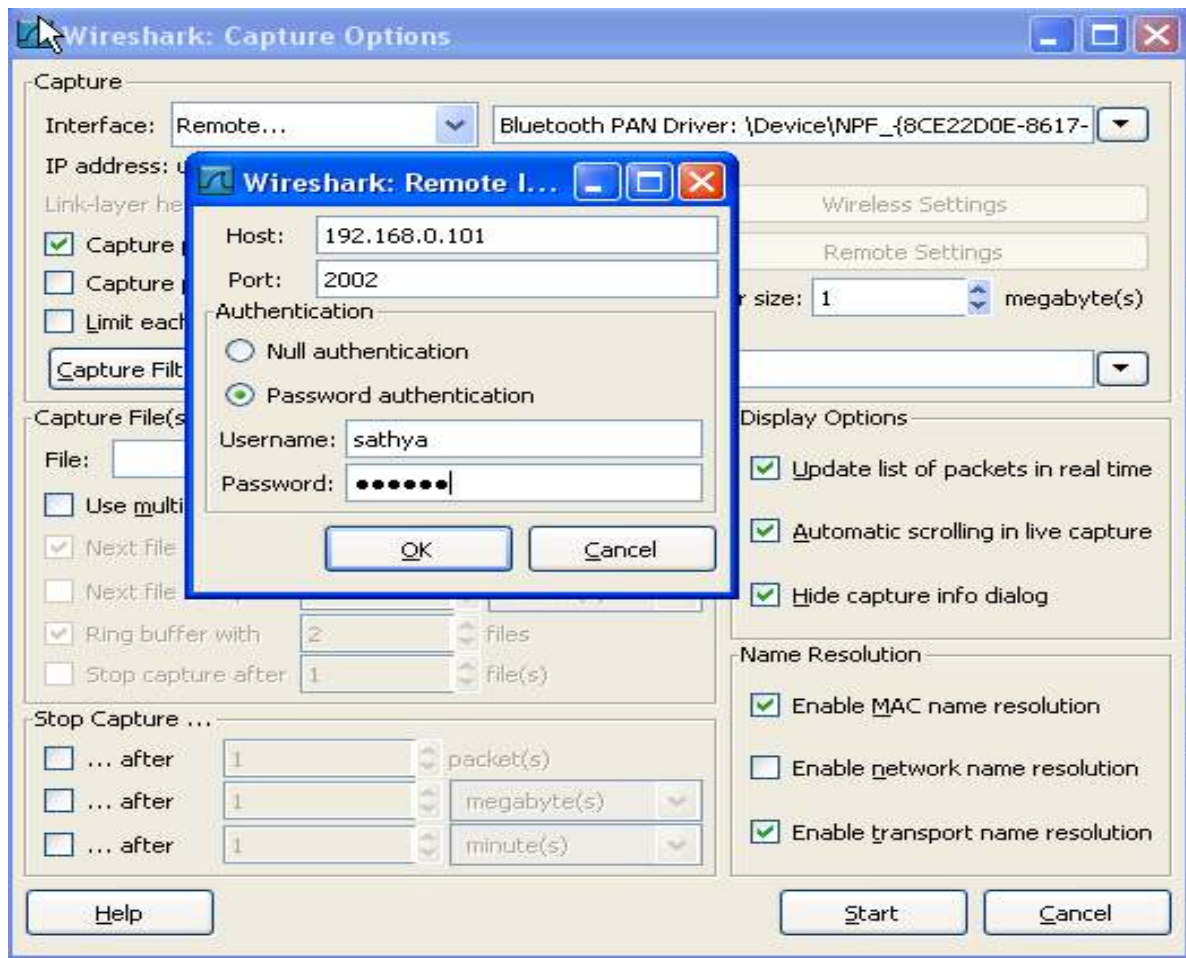 Wireshark: Capture Options
Capture
Interface: Remote... Bluetooth PAN Driver: \Device\NPF_{8CE22D0E-8617-
IP address:
Wireshark: Remote I...
Link-layer
Wireless Settings
Host: 192.168.0.101
Capture
Remote Settings
Port: 2002
Capture
size: 1 megabyte(s)
Authentication
Limit each
Null authentication
Capture
Password authentication
Capture File(s
Display Options
Username: sathya
File:
Update list of packets in real time
Password: ●●●●●●
Use
Automatic scrolling in live capture
OK Cancel
Next file
Next file
Hide capture info dialog
Ring buffer with 2 files
Stop capture after 1 file(s)
Name Resolution
Enable MAC name resolution
Enable network name resolution
Enable transport name resolution
Stop Capture ...
... after 1 packet(s)
... after 1 megabyte(s)
... after 1 minute(s)
Help Start Cancel